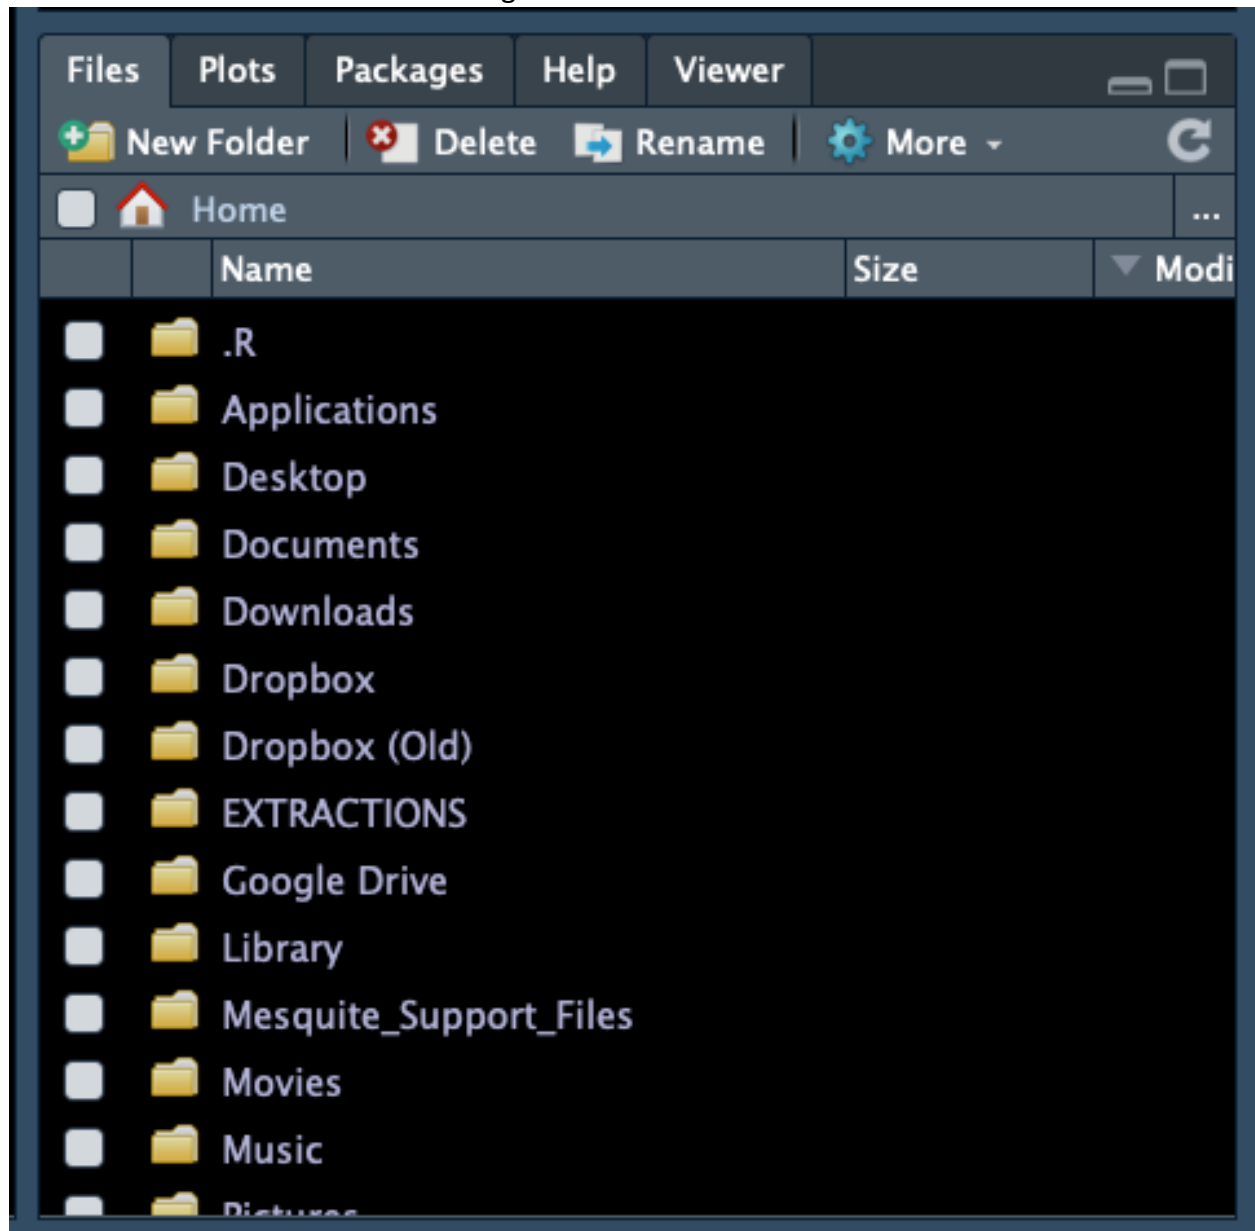 Files Plots Packages Help Viewer
New Folder Delete Rename More
Home ...
Name Size Modi
.R
Applications
Desktop
Documents
Downloads
Dropbox
Dropbox (Old)
EXTRACTIONS
Google Drive
Library
Mesquite_Support_Files
Movies
Music
Pictures